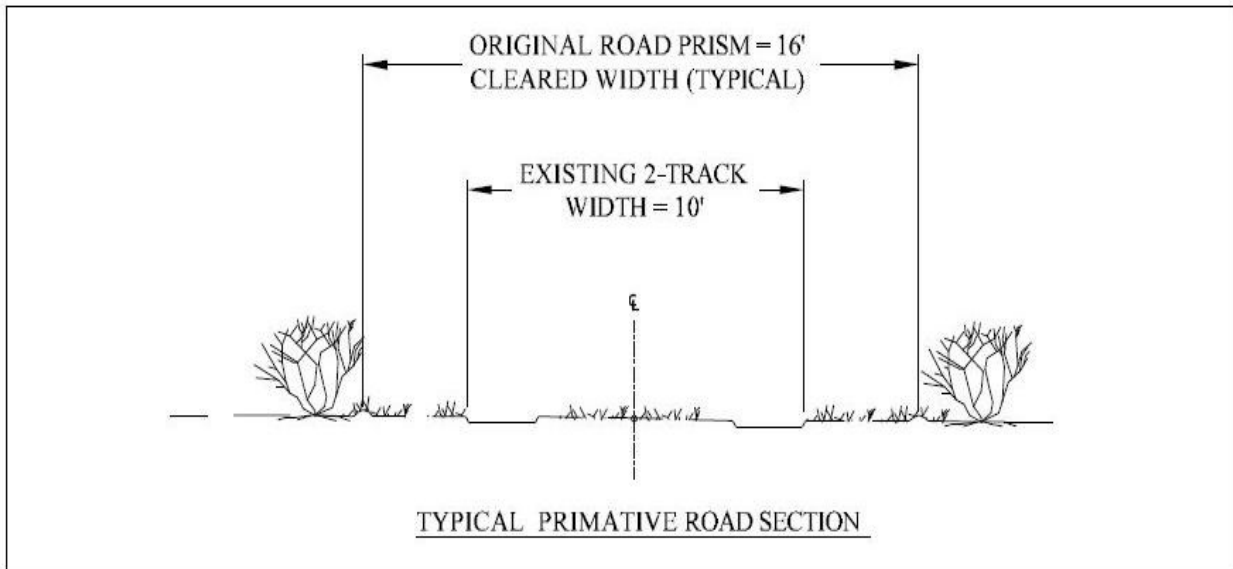 ORIGINAL ROAD PRISM = 16'
CLEARED WIDTH (TYPICAL)
EXISTING 2-TRACK
WIDTH = 10'
℄
TYPICAL PRIMATIVE ROAD SECTION